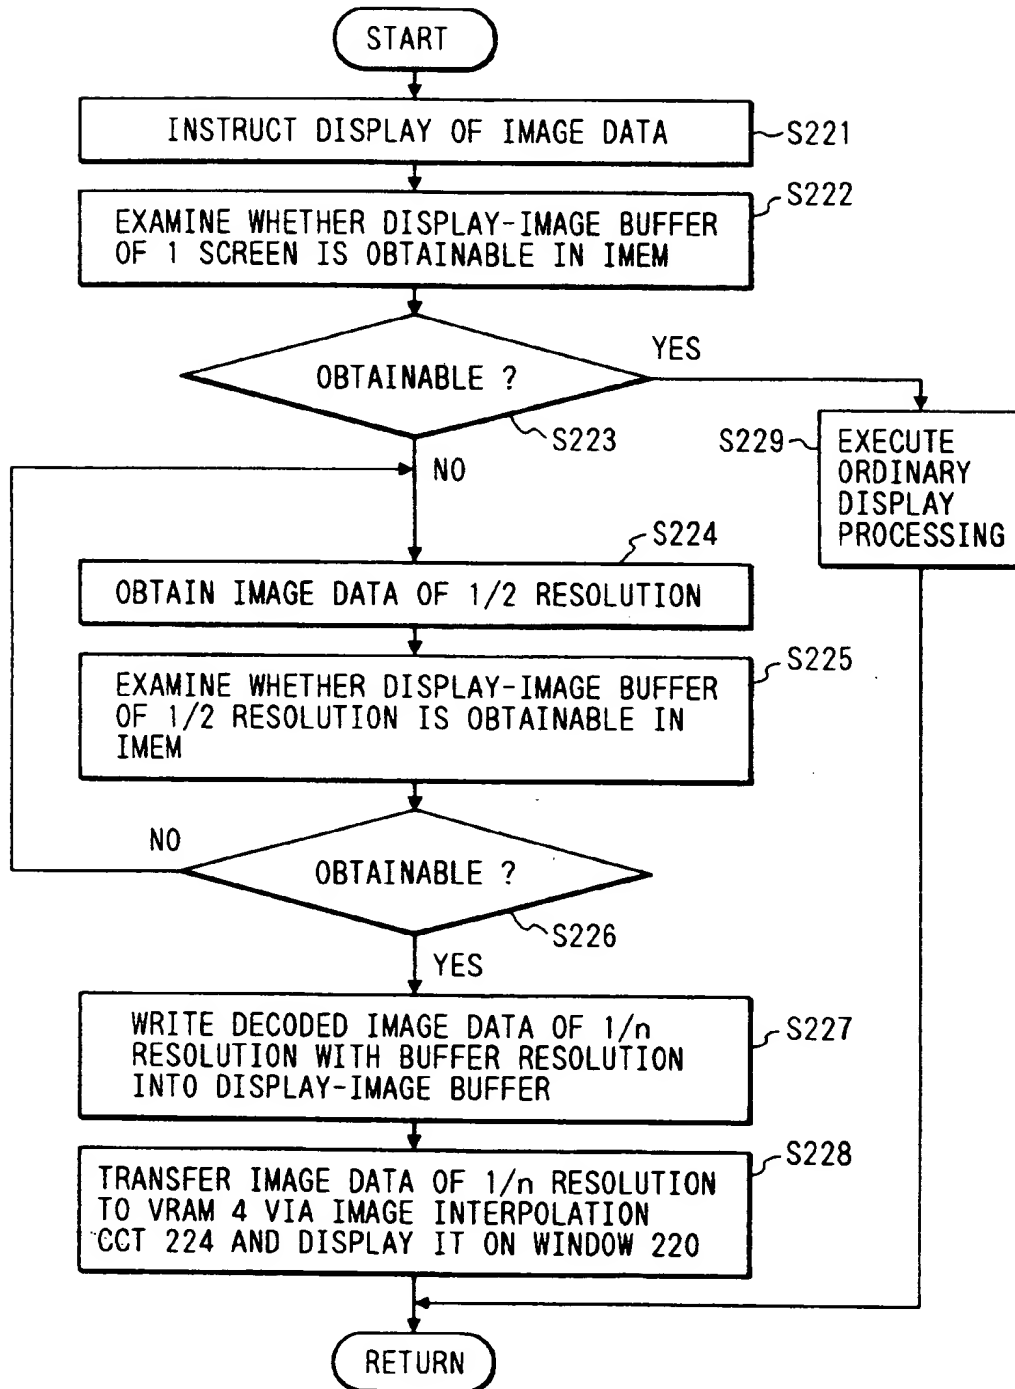 START
INSTRUCT DISPLAY OF IMAGE DATA
S221
S222
EXAMINE WHETHER DISPLAY-IMAGE BUFFER
OF 1 SCREEN IS OBTAINABLE IN IMEM
YES
OBTAINABLE ?
S223
NO
S229
EXECUTE
ORDINARY
DISPLAY
PROCESSING
S224
OBTAIN IMAGE DATA OF 1/2 RESOLUTION
S225
EXAMINE WHETHER DISPLAY-IMAGE BUFFER
OF 1/2 RESOLUTION IS OBTAINABLE IN
IMEM
NO
OBTAINABLE ?
S226
YES
WRITE DECODED IMAGE DATA OF 1/n
RESOLUTION WITH BUFFER RESOLUTION
INTO DISPLAY-IMAGE BUFFER
S227
S228
TRANSFER IMAGE DATA OF 1/n RESOLUTION
TO VRAM 4 VIA IMAGE INTERPOLATION
CCT 224 AND DISPLAY IT ON WINDOW 220
RETURN